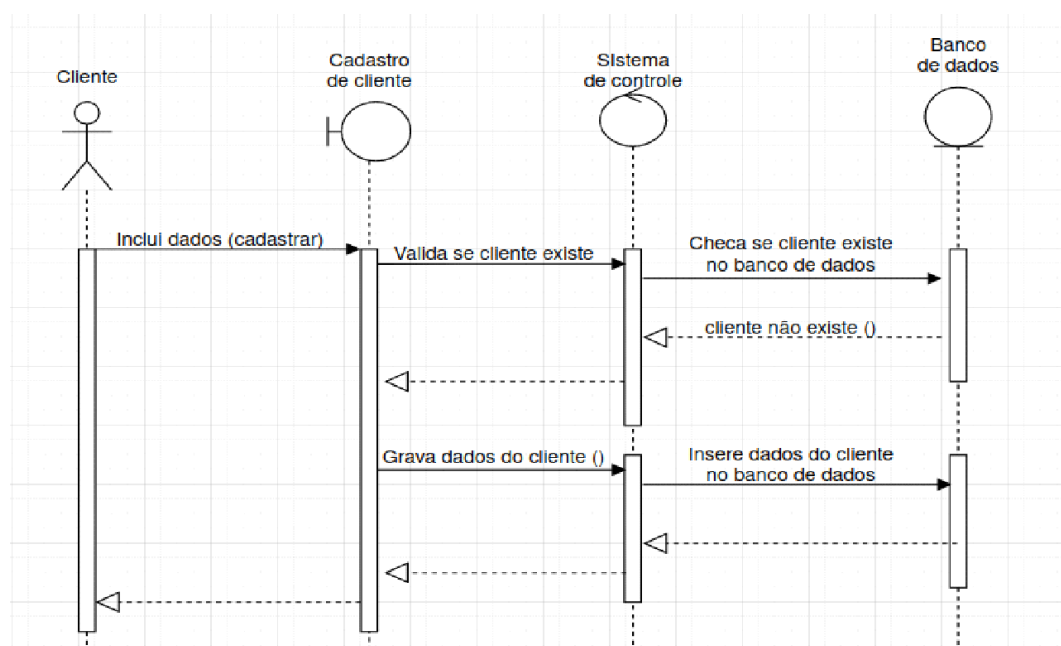 Cliente
Cadastro
de cliente
SIstema
de controle
Banco
de dados
Inclui dados (cadastrar)
Valida se cliente existe
Checa se cliente existe
no banco de dados
cliente não existe ()
Grava dados do cliente ()
Insere dados do cliente
no banco de dados